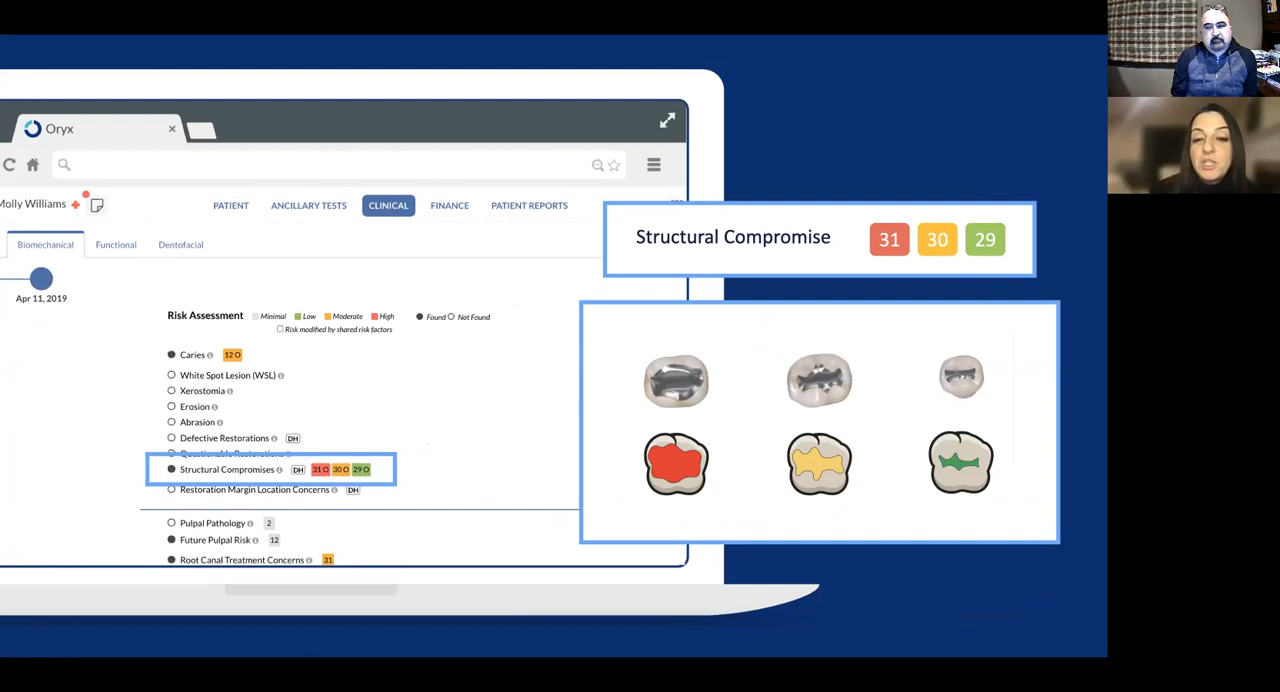 Oryx
Molly Williams
PATIENT
ANCILLARY TESTS
CLINICAL
FINANCE
PATIENT REPORTS
Biomechanical
Functional
Dentofacial
Apr 11, 2019
Risk Assessment
Minimal Low Moderate High
Found Not Found
Risk modified by shared risk factors
Caries 12 O
White Spot Lesion (WSL)
Xerostomia
Erosion
Abrasion
Defective Restorations DH
Questionable Restorations
Structural Compromises DH 31 O 30 O 29 O
Restoration Margin Location Concerns DH
Pulpal Pathology 2
Future Pulpal Risk 12
Root Canal Treatment Concerns 31
Structural Compromise 31 30 29